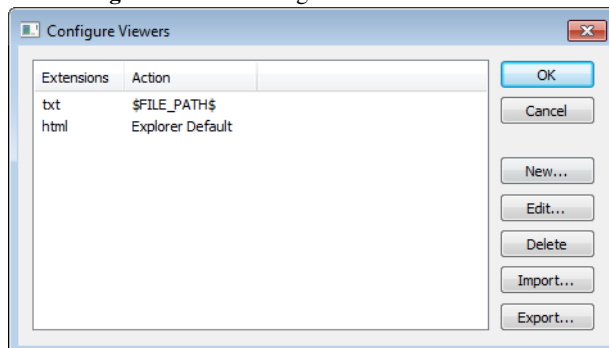 Configure Viewers
Extensions Action
txt $FILE_PATH$
html Explorer Default
OK
Cancel
New...
Edit...
Delete
Import...
Export...